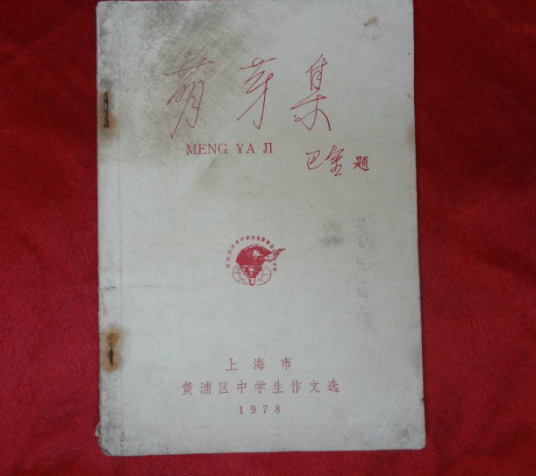 萌芽集
MENG YA JI
巴金 题
上海市
黄浦区中学生作文选
1978